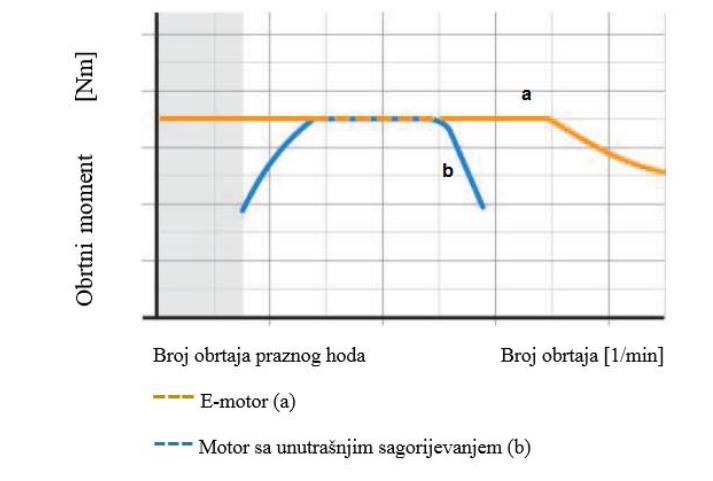 Obrtni moment [Nm]
a
b
Broj obrtaja praznog hoda
Broj obrtaja [1/min]
E-motor (a)
Motor sa unutrašnjim sagorijevanjem (b)